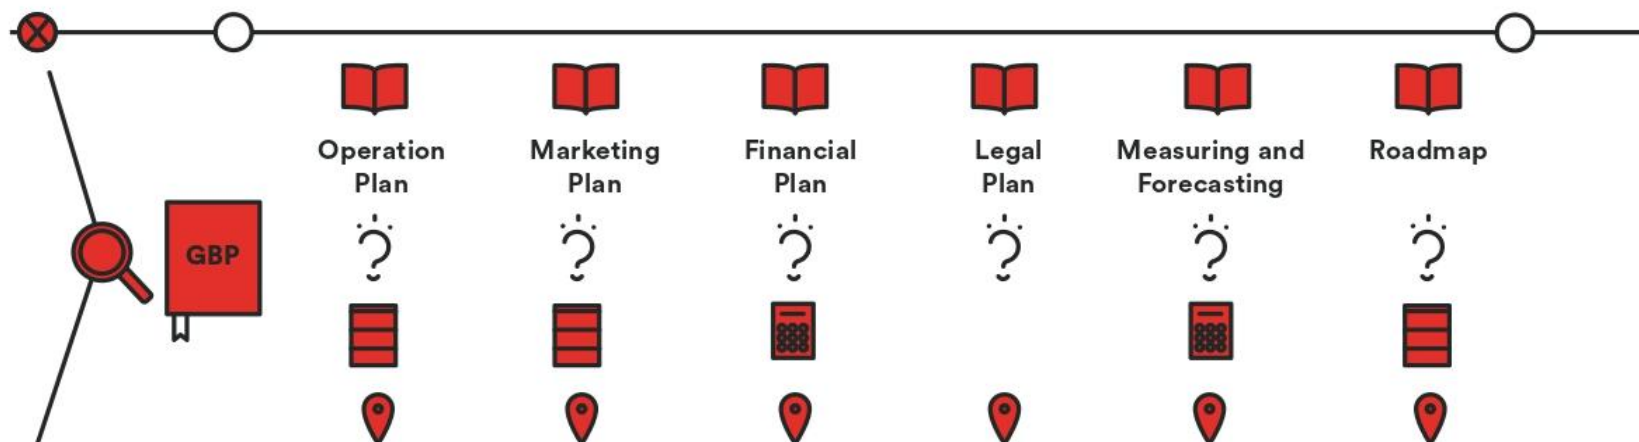 Operation
Plan
Marketing
Plan
Financial
Plan
Legal
Plan
Measuring and
Forecasting
Roadmap
GBP